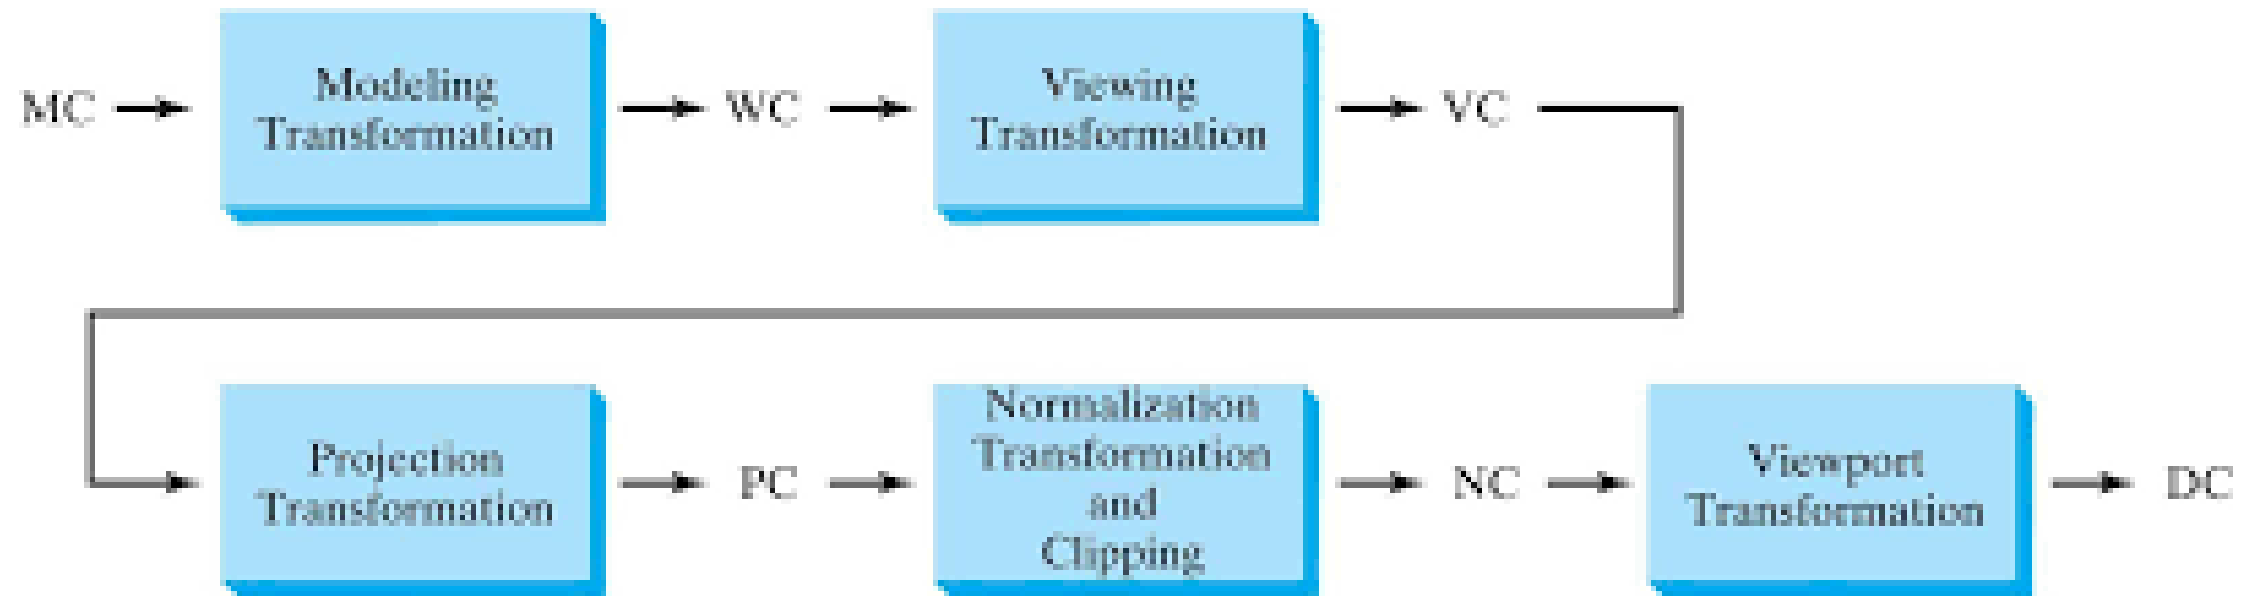 MC
Modeling
Transformation
WC
Viewing
Transformation
VC
Projection
Transformation
PC
Normalization
Transformation
and
Clipping
NC
Viewport
Transformation
DC